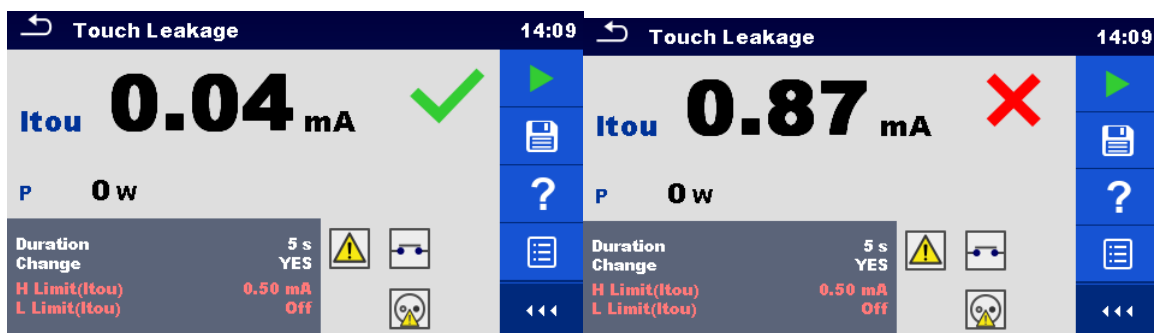 Touch Leakage 14:09
Itou 0.04 mA
P 0 W
?
Duration 5 s
Change YES
H Limit(Itou) 0.50 mA
L Limit(Itou) Off
Touch Leakage 14:09
Itou 0.87 mA
P 0 W
?
Duration 5 s
Change YES
H Limit(Itou) 0.50 mA
L Limit(Itou) Off